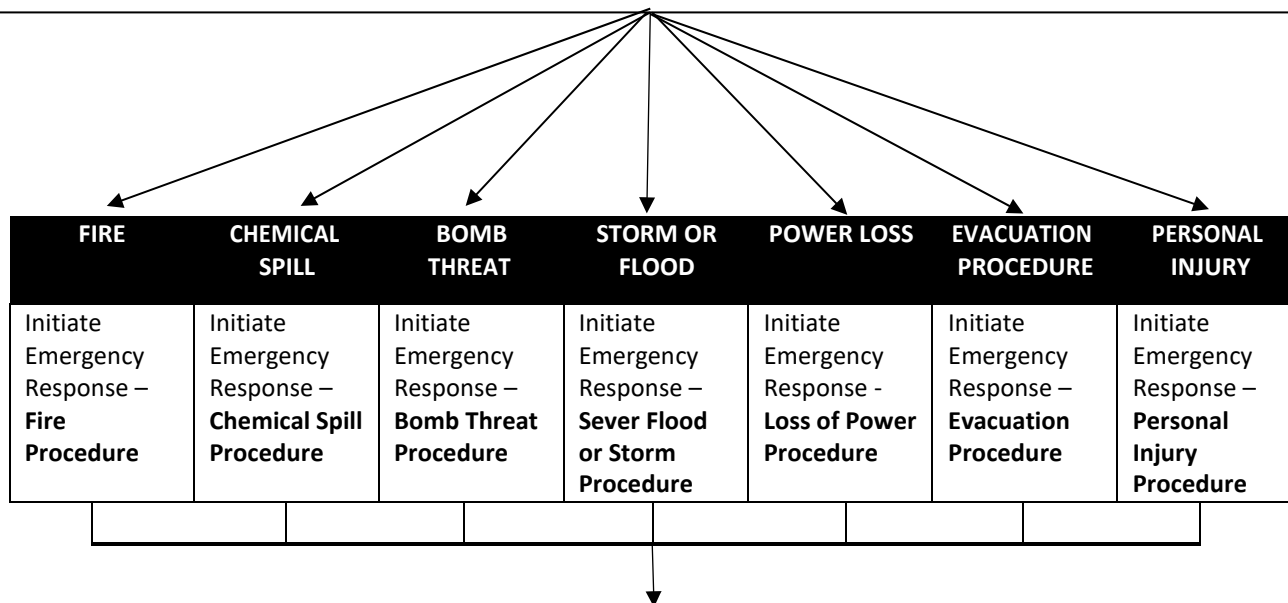 FIRE
CHEMICAL
SPILL
BOMB
THREAT
STORM OR
FLOOD
POWER LOSS
EVACUATION
PROCEDURE
PERSONAL
INJURY
Initiate
Emergency
Response –
Fire
Procedure
Initiate
Emergency
Response –
Chemical Spill
Procedure
Initiate
Emergency
Response –
Bomb Threat
Procedure
Initiate
Emergency
Response –
Sever Flood
or Storm
Procedure
Initiate
Emergency
Response -
Loss of Power
Procedure
Initiate
Emergency
Response –
Evacuation
Procedure
Initiate
Emergency
Response –
Personal
Injury
Procedure